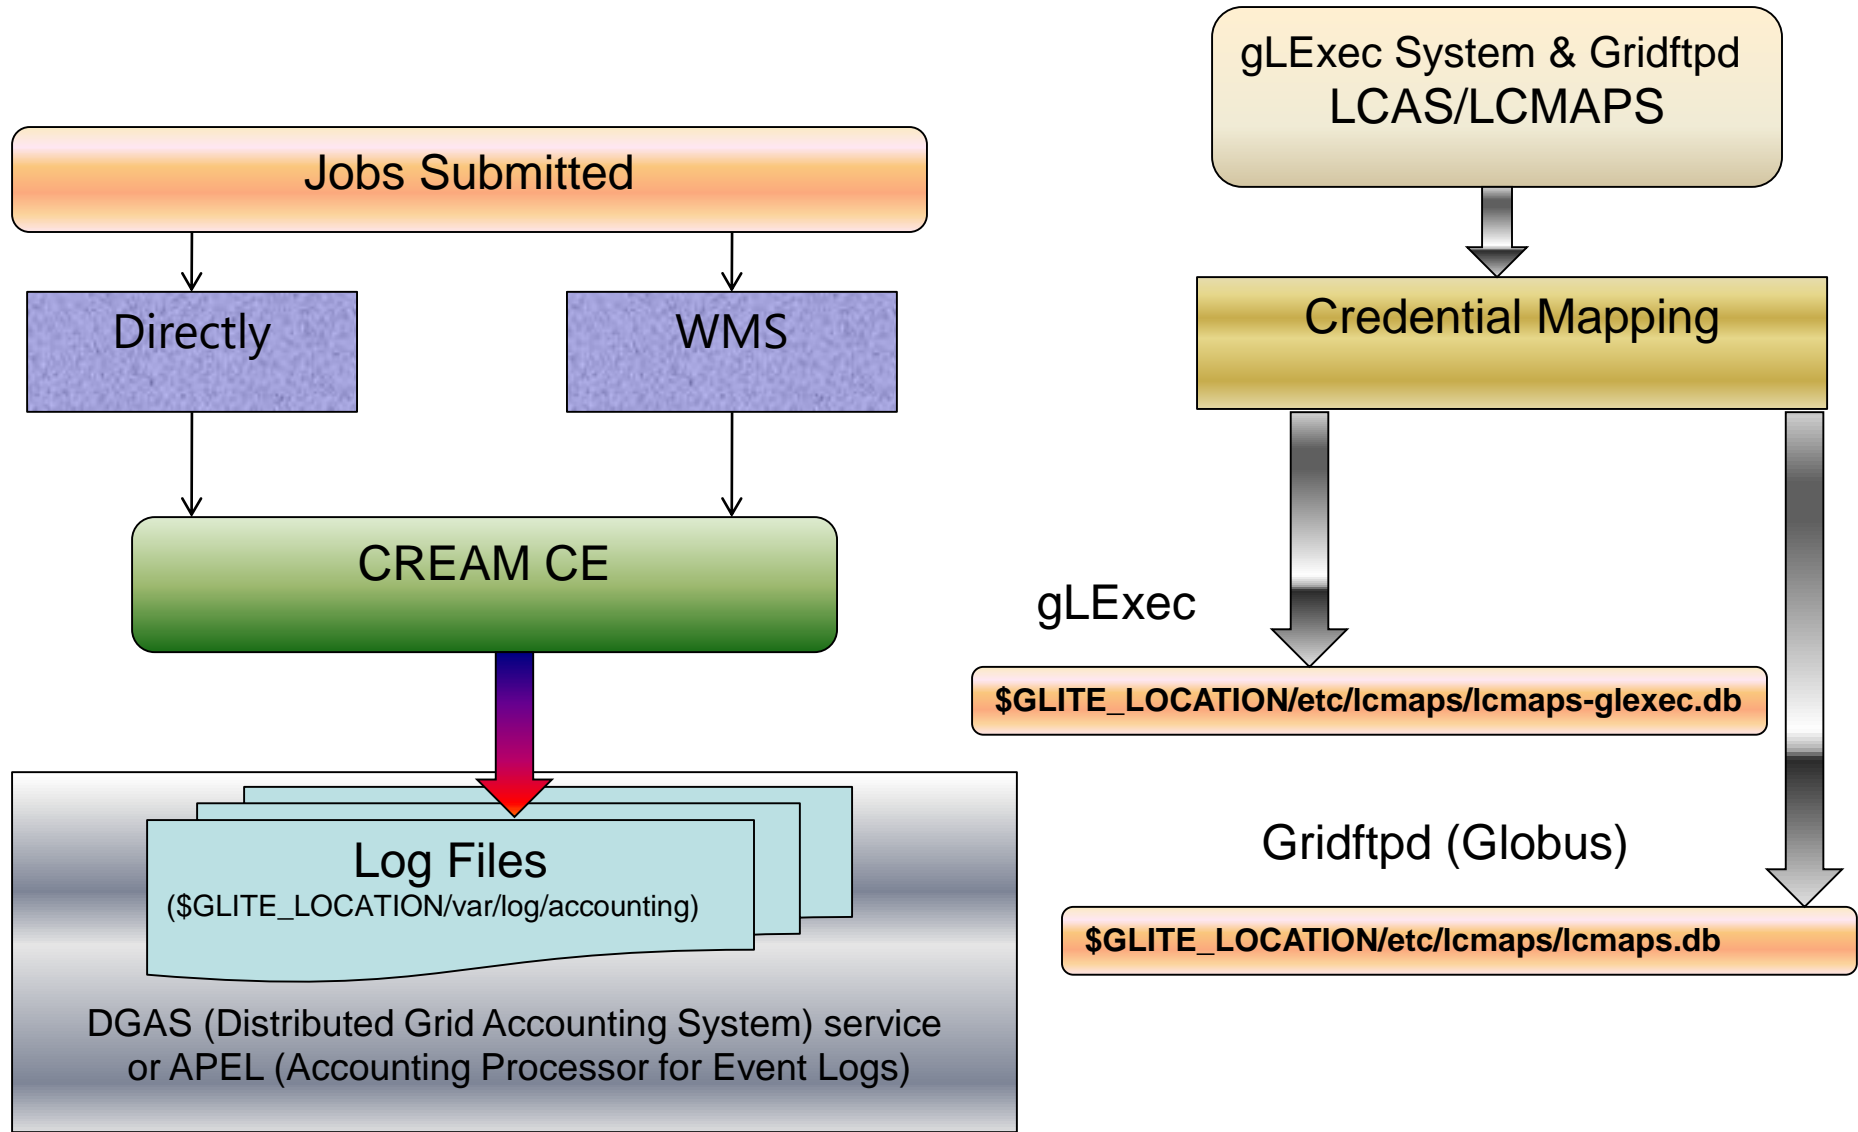 Jobs Submitted
Directly
WMS
CREAM CE
Log Files
($GLITE_LOCATION/var/log/accounting)
DGAS (Distributed Grid Accounting System) service
or APEL (Accounting Processor for Event Logs)
gLExec System & Gridftpd
LCAS/LCMAPS
Credential Mapping
gLExec
$GLITE_LOCATION/etc/lcmaps/lcmaps-glexec.db
Gridftpd (Globus)
$GLITE_LOCATION/etc/lcmaps/lcmaps.db